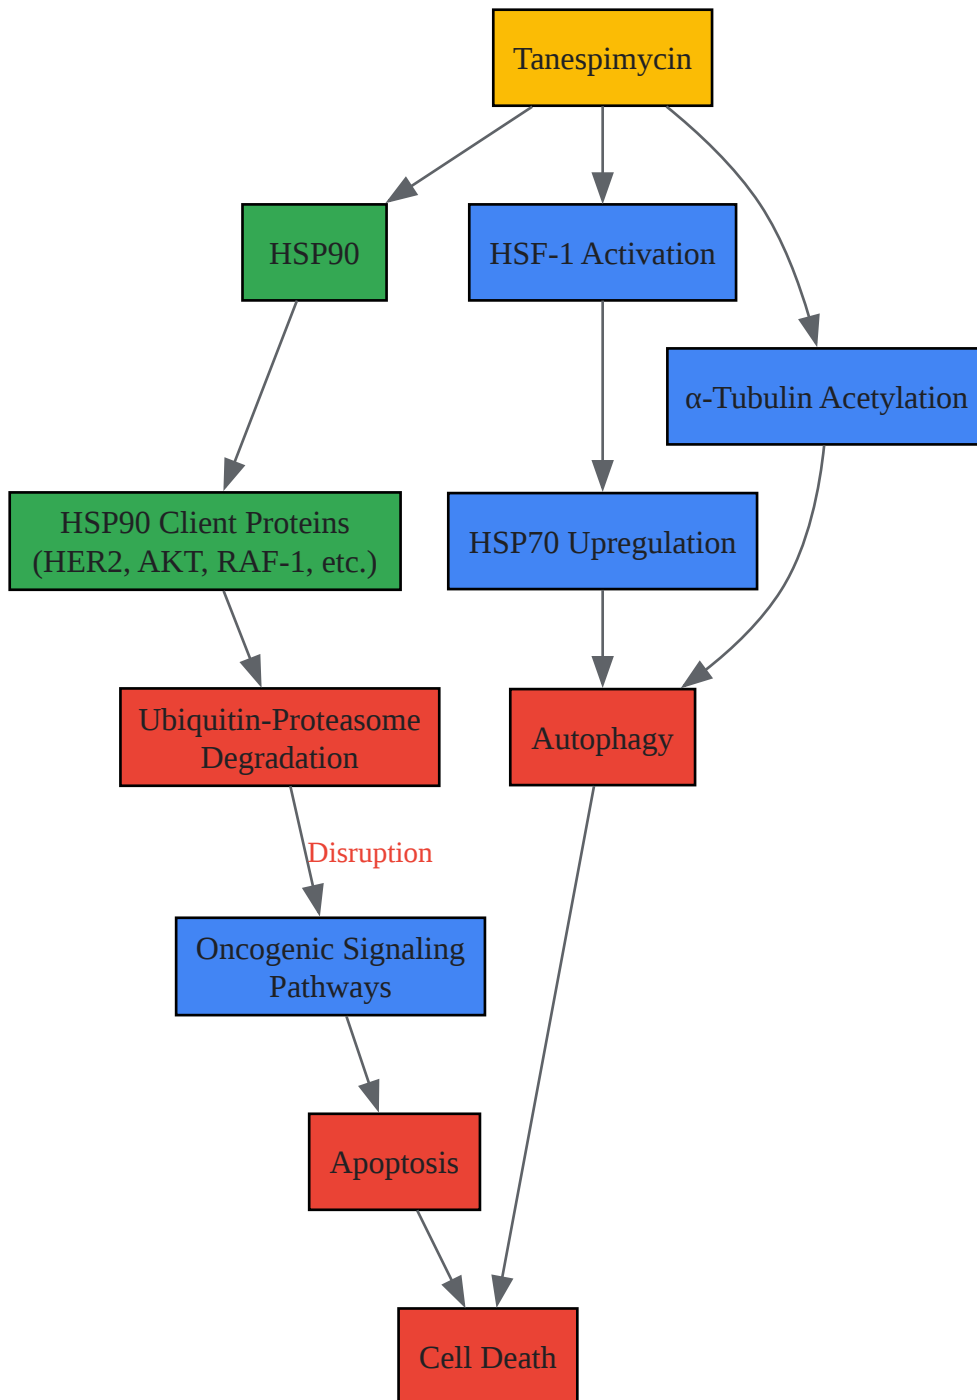 Tanespimycin
HSP90
HSF-1 Activation
α-Tubulin Acetylation
HSP90 Client Proteins
(HER2, AKT, RAF-1, etc.)
HSP70 Upregulation
Ubiquitin-Proteasome
Degradation
Autophagy
Disruption
Oncogenic Signaling
Pathways
Apoptosis
Cell Death